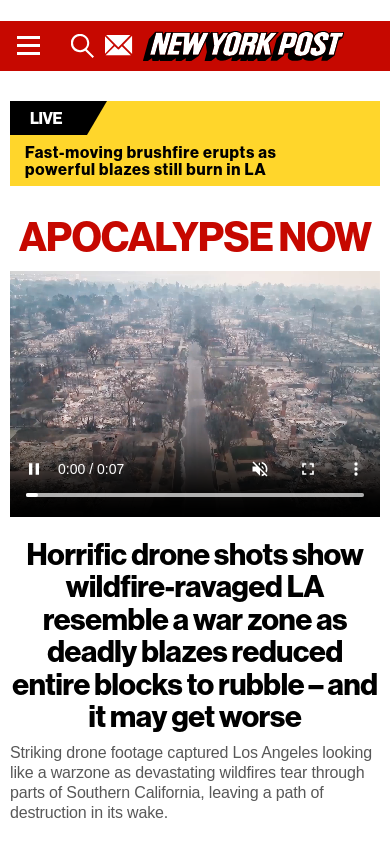 NEW YORK POST
LIVE
Fast-moving brushfire erupts as
powerful blazes still burn in LA
APOCALYPSE NOW
0:00 / 0:07
Horrific drone shots show
wildfire-ravaged LA
resemble a war zone as
deadly blazes reduced
entire blocks to rubble – and
it may get worse
Striking drone footage captured Los Angeles looking
like a warzone as devastating wildfires tear through
parts of Southern California, leaving a path of
destruction in its wake.